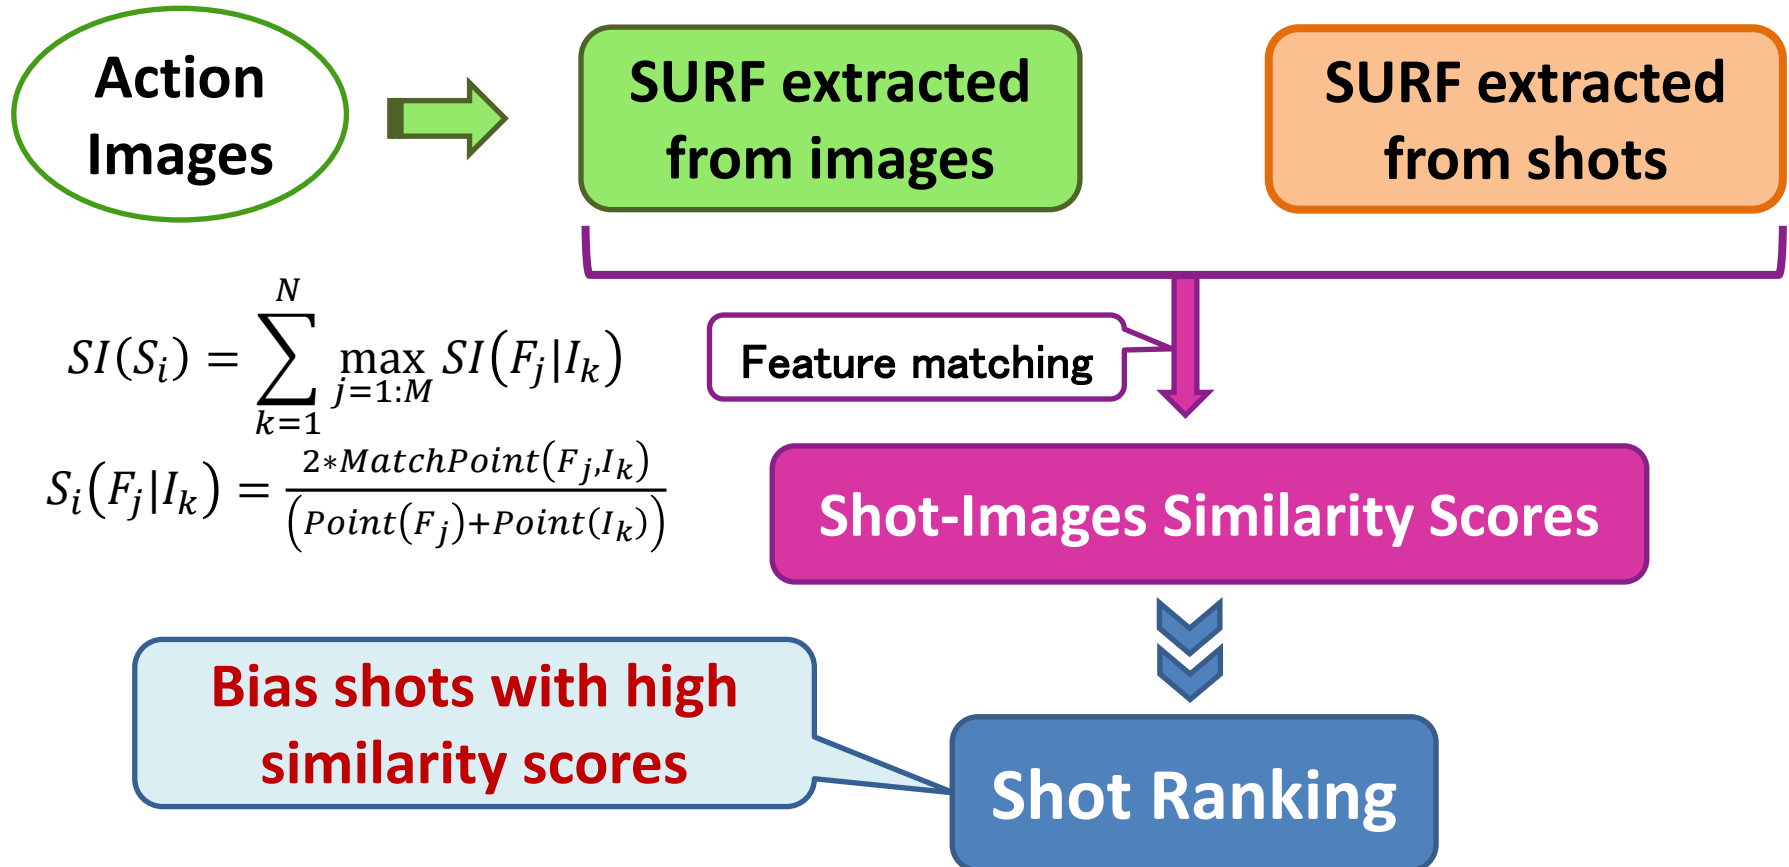 Action
Images
SURF extracted
from images
SURF extracted
from shots
SI(S_i) = \sum_{k=1}^{N} \max_{j=1:M} SI(F_j|I_k)
S_i(F_j|I_k) = \frac{2*MatchPoint(F_j,I_k)}{(Point(F_j)+Point(I_k))}
Feature matching
Shot-Images Similarity Scores
Bias shots with high
similarity scores
Shot Ranking